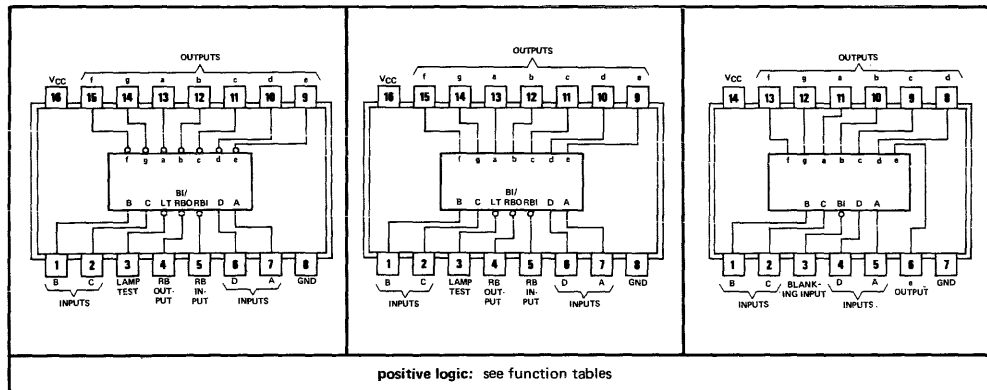 OUTPUTS
VCC f g a b c d e
16 15 14 13 12 11 10 9
f g a b c d e
BI/
B C LT RBO RBI D A
1 2 3 4 5 6 7 8
B C LAMP TEST RB OUT- PUT RB IN- PUT D A GND
INPUTS INPUTS
OUTPUTS
VCC f g a b c d e
16 15 14 13 12 11 10 9
f g a b c d e
BI/
B C LT RBO RBI D A
1 2 3 4 5 6 7 8
B C LAMP TEST RB OUT- PUT RB IN- PUT D A GND
INPUTS INPUTS
OUTPUTS
VCC f g a b c d
14 13 12 11 10 9 8
f g a b c d e
B C BI D A
1 2 3 4 5 6 7
B C BLANK- ING INPUT D A e OUTPUT GND
INPUTS INPUTS
positive logic: see function tables